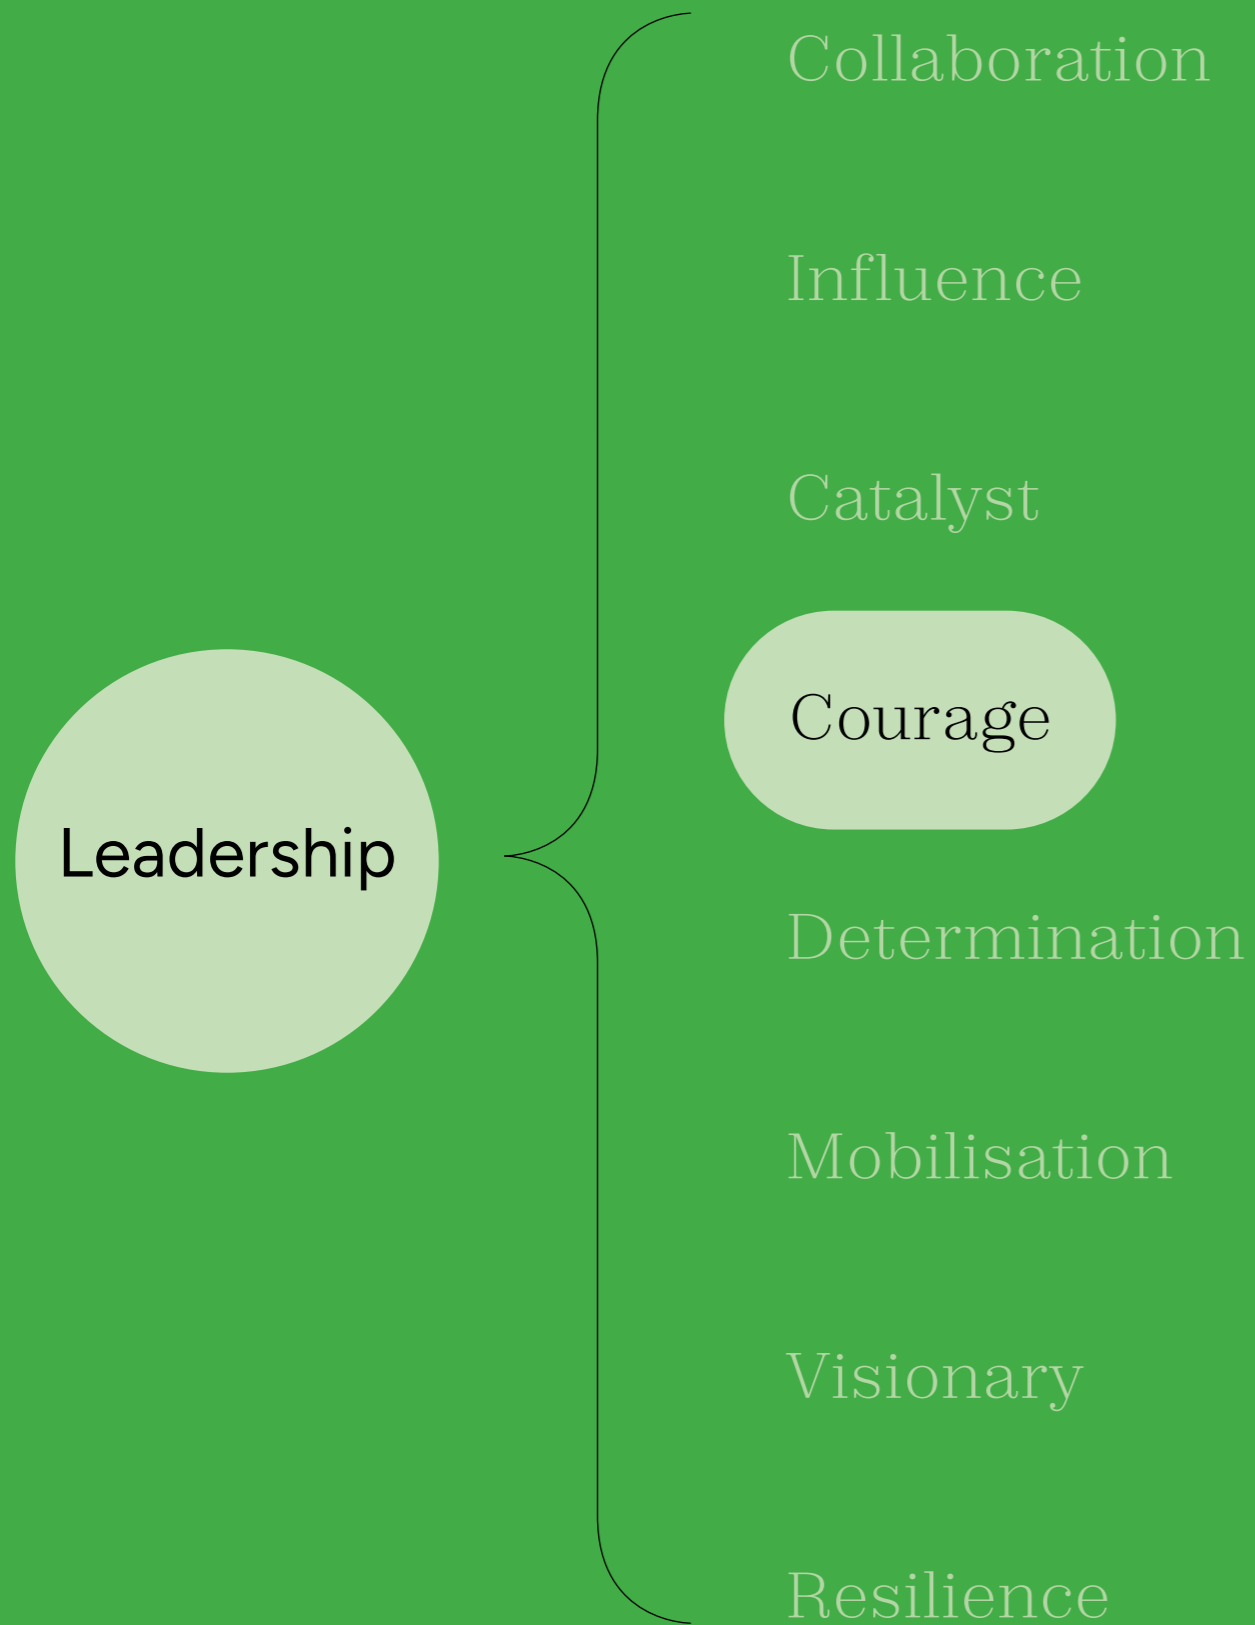 Leadership
Collaboration
Influence
Catalyst
Courage
Determination
Mobilisation
Visionary
Resilience